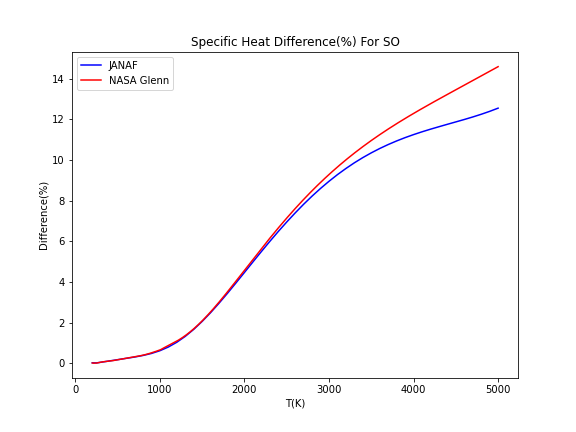 Specific Heat Difference(%) For SO
JANAF
NASA Glenn
Difference(%)
14
12
10
8
6
4
2
0
0 1000 2000 3000 4000 5000
T(K)